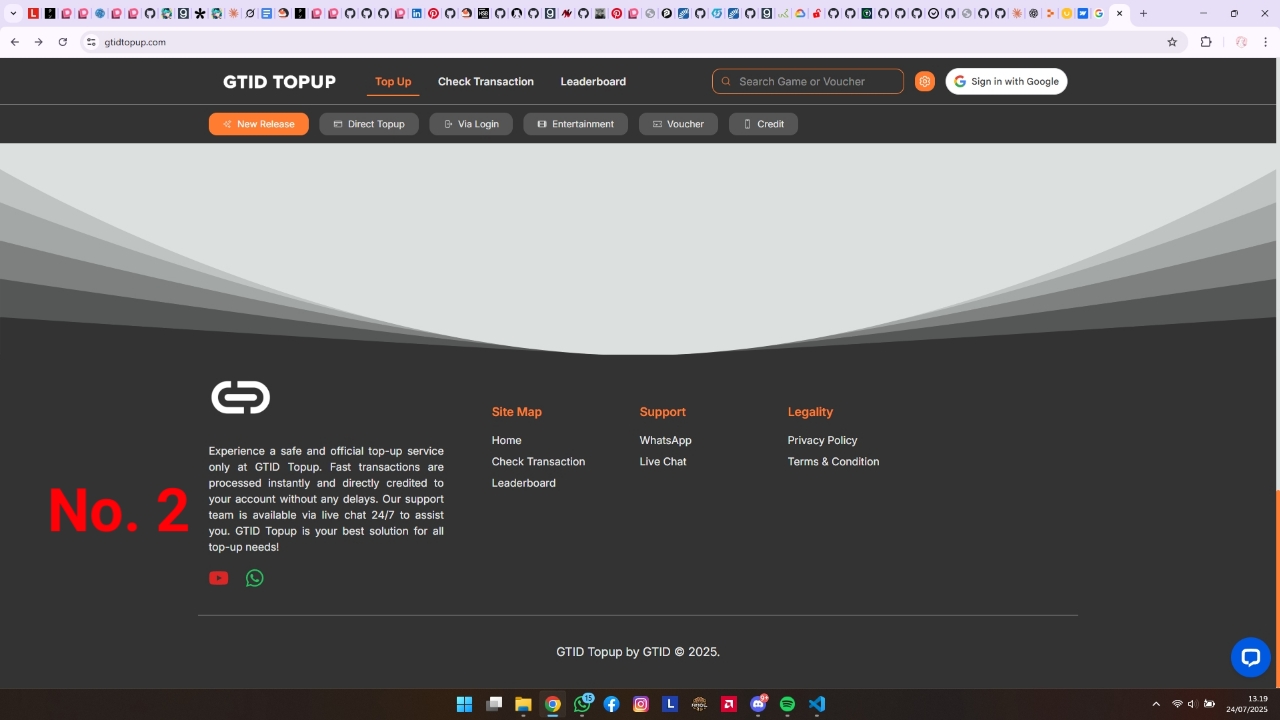 gtidtopup.com
GTID TOPUP
Top Up
Check Transaction
Leaderboard
Search Game or Voucher
Sign in with Google
New Release
Direct Topup
Via Login
Entertainment
Voucher
Credit
Experience a safe and official top-up service
only at GTID Topup. Fast transactions are
processed instantly and directly credited to
your account without any delays. Our support
team is available via live chat 24/7 to assist
you. GTID Topup is your best solution for all
top-up needs!
No. 2
Site Map
Home
Check Transaction
Leaderboard
Support
WhatsApp
Live Chat
Legality
Privacy Policy
Terms & Condition
GTID Topup by GTID © 2025.
15
9+
13.19
24/07/2025